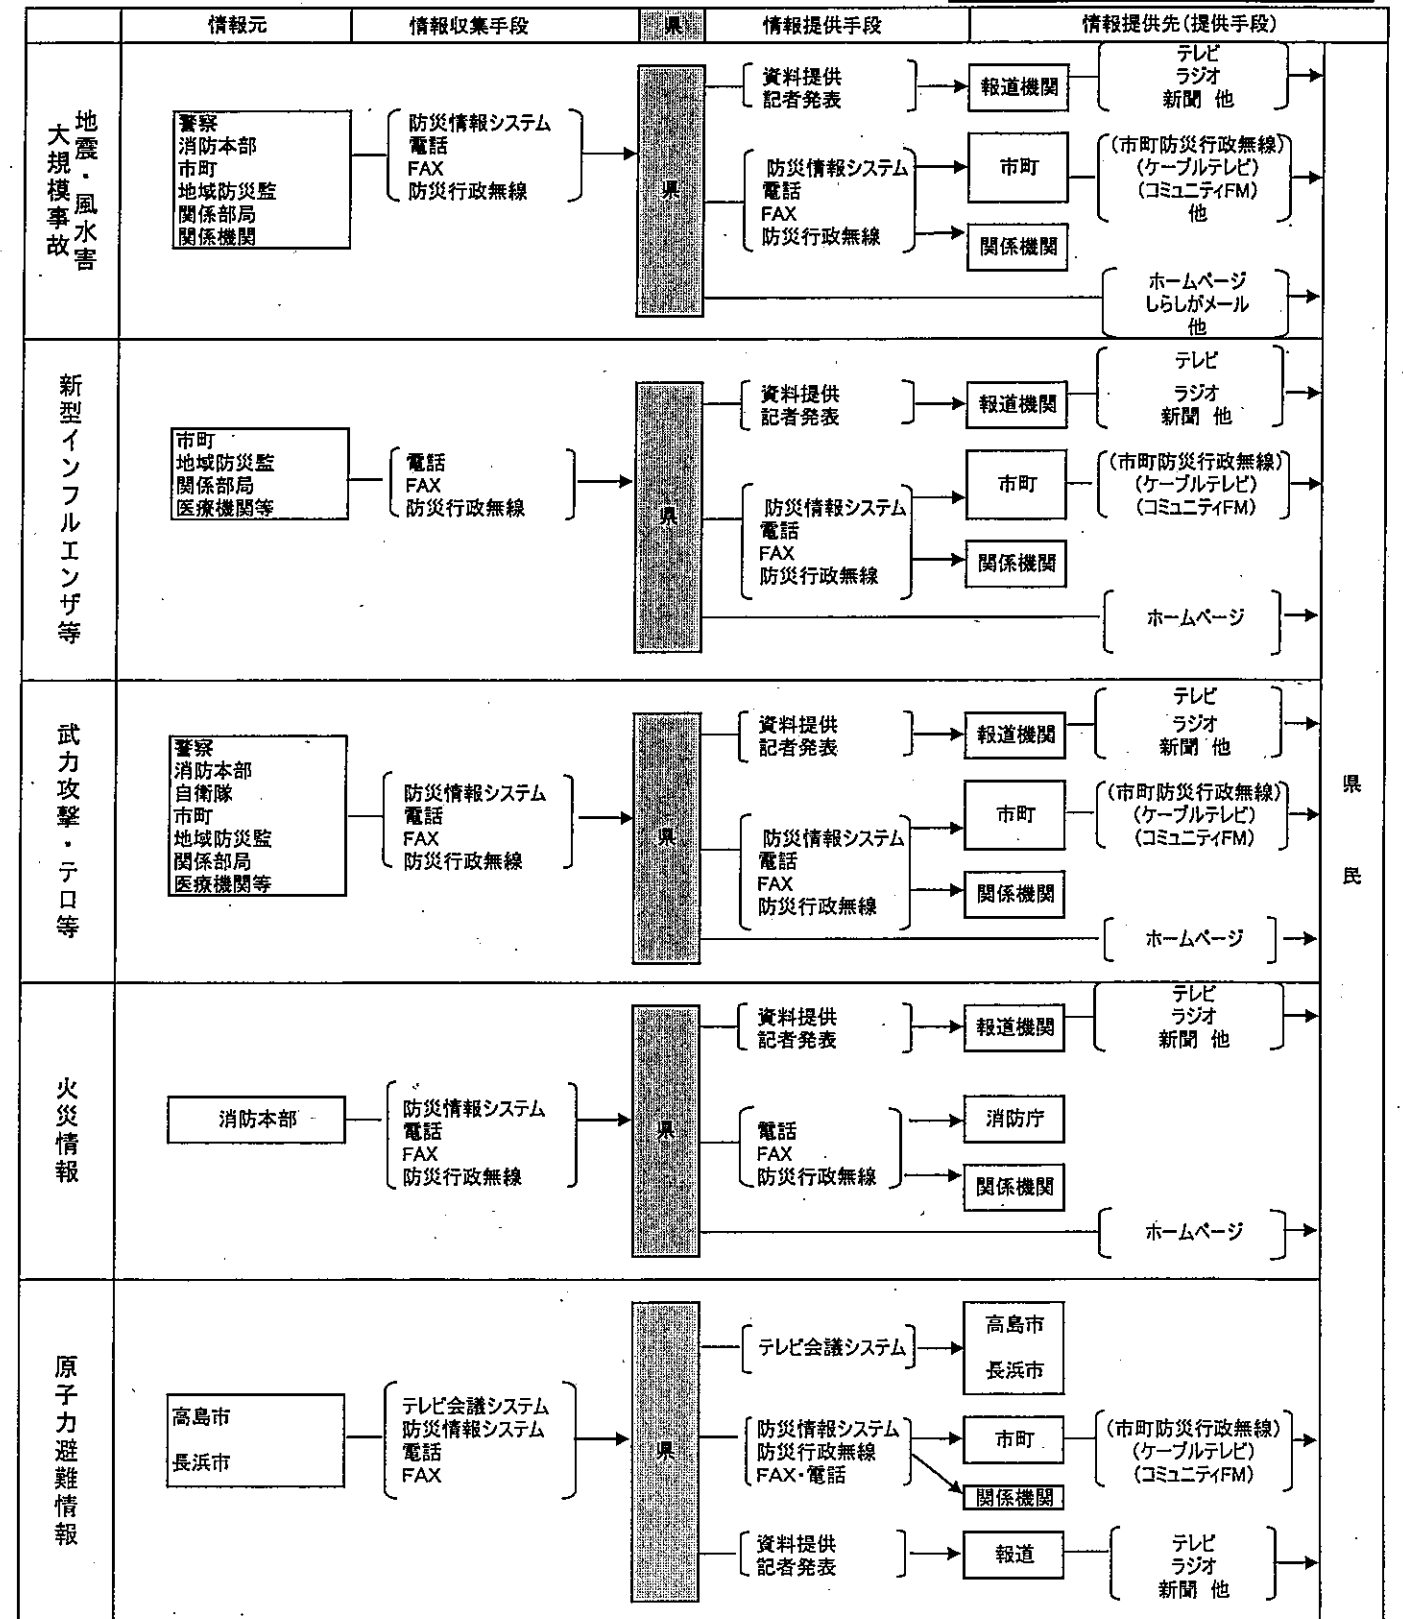 情報元
情報収集手段
県
情報提供手段
情報提供先(提供手段)
地震・風水害
大規模事故
警察
消防本部
市町
地域防災監
関係部局
関係機関
防災情報システム
電話
FAX
防災行政無線
県
資料提供
記者発表
報道機関
テレビ
ラジオ
新聞 他
防災情報システム
電話
FAX
防災行政無線
市町
関係機関
(市町防災行政無線)
(ケーブルテレビ)
(コミュニティFM)
他
ホームページ
しらしがメール
他
新型インフルエンザ等
市町
地域防災監
関係部局
医療機関等
電話
FAX
防災行政無線
県
資料提供
記者発表
報道機関
テレビ
ラジオ
新聞 他
防災情報システム
電話
FAX
防災行政無線
市町
関係機関
(市町防災行政無線)
(ケーブルテレビ)
(コミュニティFM)
ホームページ
武力攻撃・テロ等
警察
消防本部
自衛隊
市町
地域防災監
関係部局
医療機関等
防災情報システム
電話
FAX
防災行政無線
県
資料提供
記者発表
報道機関
テレビ
ラジオ
新聞 他
防災情報システム
電話
FAX
防災行政無線
市町
関係機関
(市町防災行政無線)
(ケーブルテレビ)
(コミュニティFM)
ホームページ
火災情報
消防本部
防災情報システム
電話
FAX
防災行政無線
県
資料提供
記者発表
報道機関
テレビ
ラジオ
新聞 他
電話
FAX
防災行政無線
消防庁
関係機関
ホームページ
原子力避難情報
高島市
長浜市
テレビ会議システム
防災情報システム
電話
FAX
県
テレビ会議システム
高島市
長浜市
防災情報システム
防災行政無線
FAX・電話
市町
関係機関
(市町防災行政無線)
(ケーブルテレビ)
(コミュニティFM)
資料提供
記者発表
報道
テレビ
ラジオ
新聞 他
県民